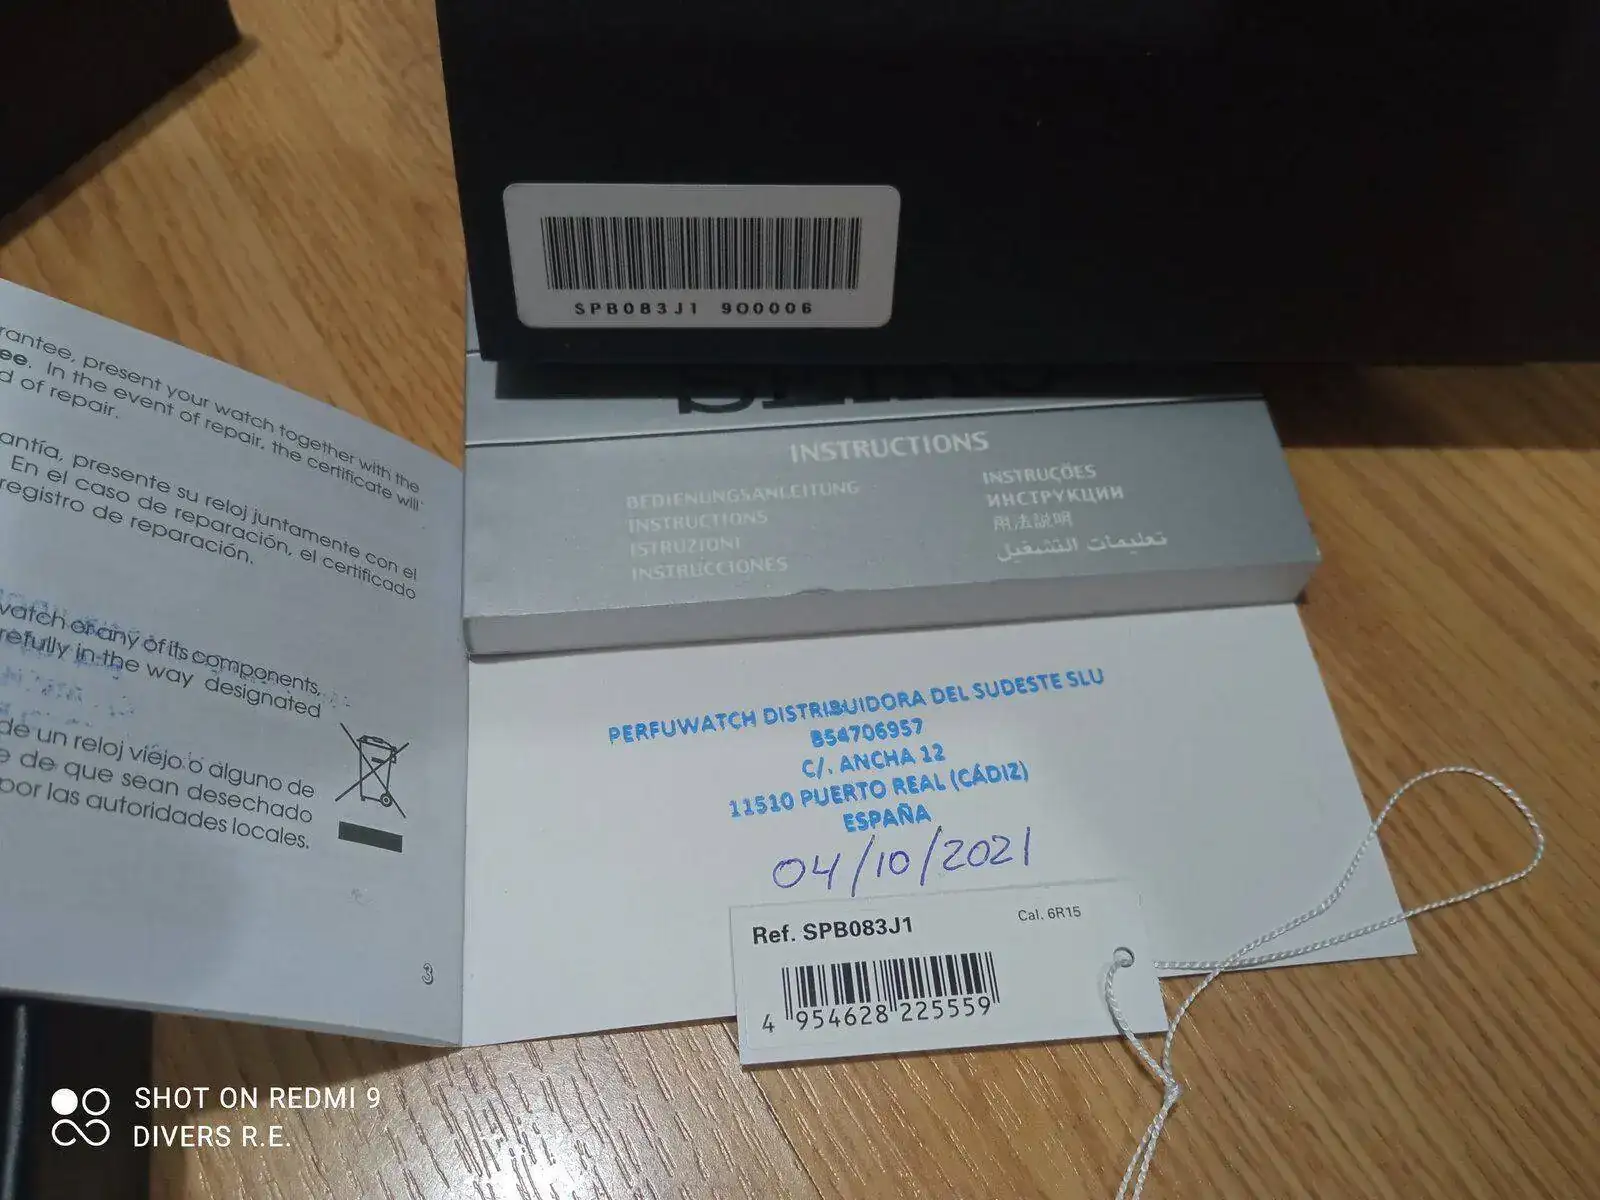 SPB083J1 900006
INSTRUCTIONS
BEDIENUNGSANLEITUNG
INSTRUCTIONS
ISTRUZIONI
INSTRUCCIONES
INSTRUÇÕES
ИНСТРУКЦИИ
用法説明
تعليمات التشغيل
rantee, present your watch together with the
ee. In the event of repair, the certificate will
d of repair.
antía, presente su reloj juntamente con el
En el caso de reparación, el certificado
registro de reparación.
watch or any of its components,
refully in the way designated
de un reloj viejo o alguno de
e de que sean desechado
por las autoridades locales.
3
PERFUWATCH DISTRIBUIDORA DEL SUDESTE SLU
B54706957
C/. ANCHA 12
11510 PUERTO REAL (CÁDIZ)
ESPAÑA
04/10/2021
Ref. SPB083J1
Cal. 6R15
4 954628 225559
SHOT ON REDMI 9
DIVERS R.E.